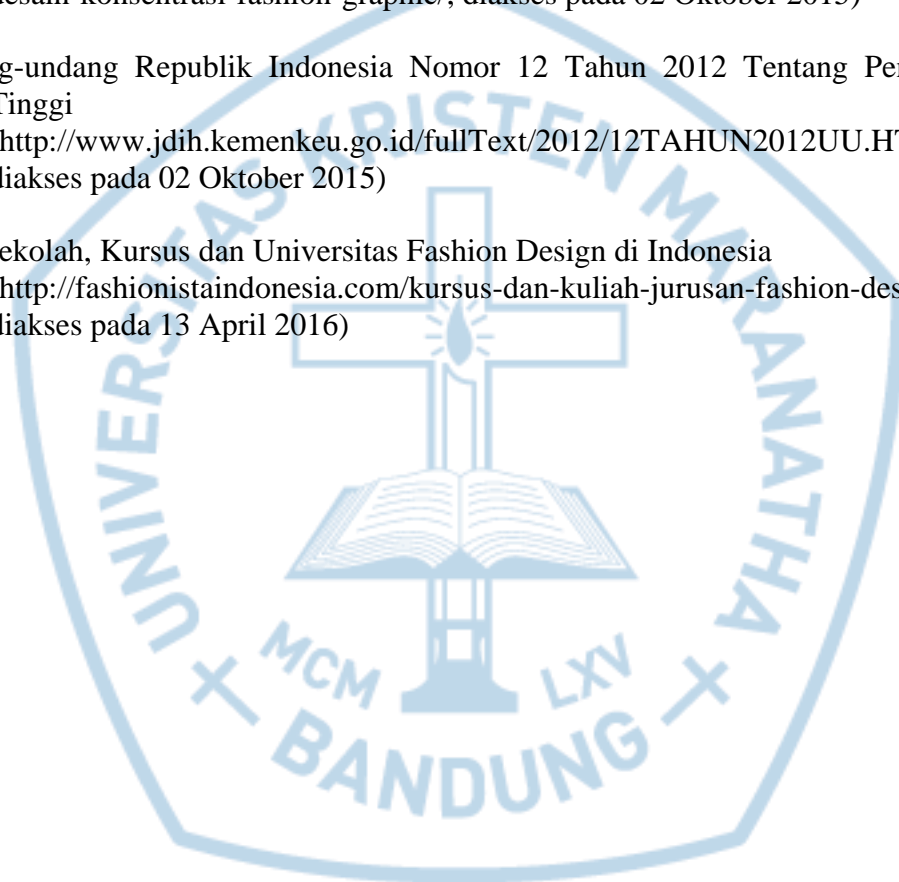 desain-konsentrasi-fashion-graphic/, diakses pada 02 Oktober 2015)
g-undang Republik Indonesia Nomor 12 Tahun 2012 Tentang Per
Tinggi
http://www.jdih.kemenkeu.go.id/fullText/2012/12TAHUN2012UU.HT
diakses pada 02 Oktober 2015)
ekolah, Kursus dan Universitas Fashion Design di Indonesia
http://fashionistaindonesia.com/kursus-dan-kuliah-jurusan-fashion-des
diakses pada 13 April 2016)
UNIVERSITAS KRISTEN MARANATHA
MCM LXV
BANDUNG